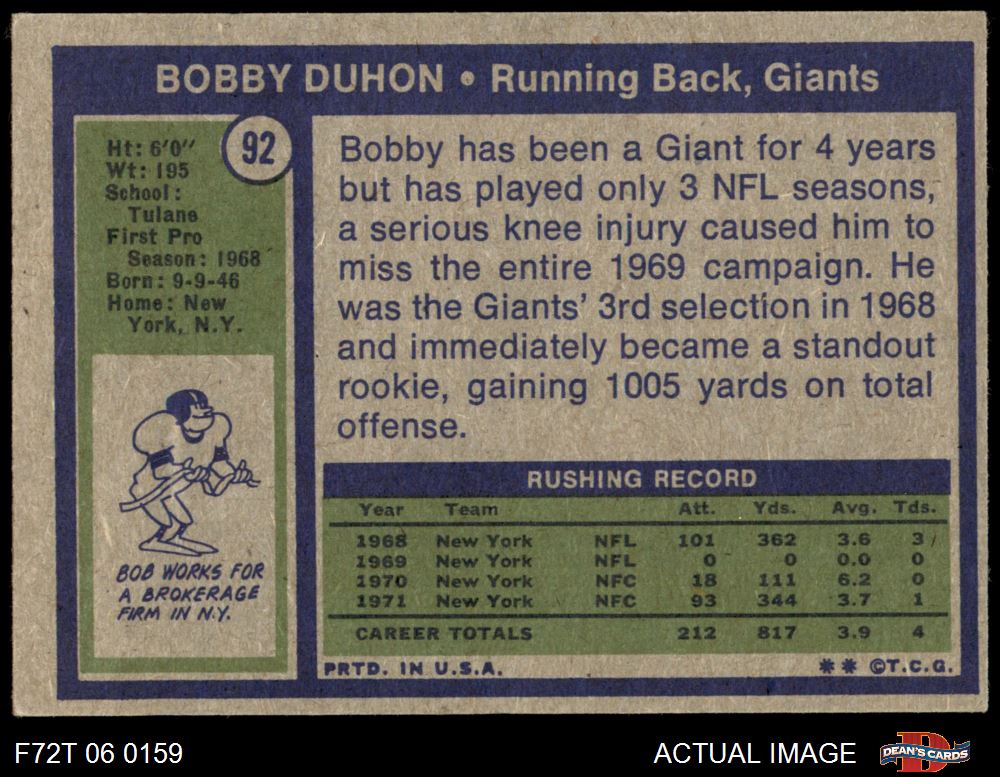 BOBBY DUHON • Running Back, Giants
92
Ht: 6'0"
Wt: 195
School:
Tulane
First Pro
Season: 1968
Born: 9-9-46
Home: New
York, N.Y.
BOB WORKS FOR
A BROKERAGE
FIRM IN N.Y.
Bobby has been a Giant for 4 years
but has played only 3 NFL seasons,
a serious knee injury caused him to
miss the entire 1969 campaign. He
was the Giants' 3rd selection in 1968
and immediately became a standout
rookie, gaining 1005 yards on total
offense.
RUSHING RECORD
Year Team Att. Yds. Avg. Tds.
1968 New York NFL 101 362 3.6 3
1969 New York NFL 0 0 0.0 0
1970 New York NFC 18 111 6.2 0
1971 New York NFC 93 344 3.7 1
CAREER TOTALS 212 817 3.9 4
PRTD. IN U.S.A. ** ©T.C.G.
F72T 06 0159 ACTUAL IMAGE DEAN'S CARDS